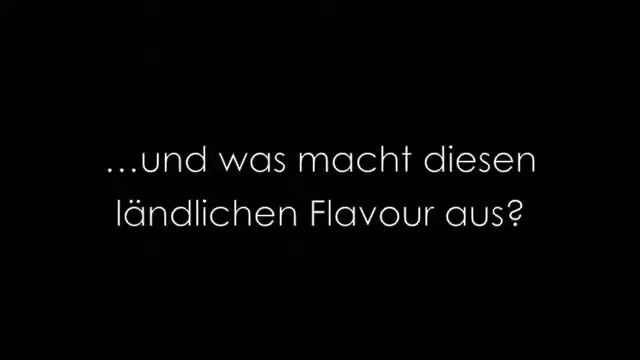 …und was macht diesen
ländlichen Flavour aus?